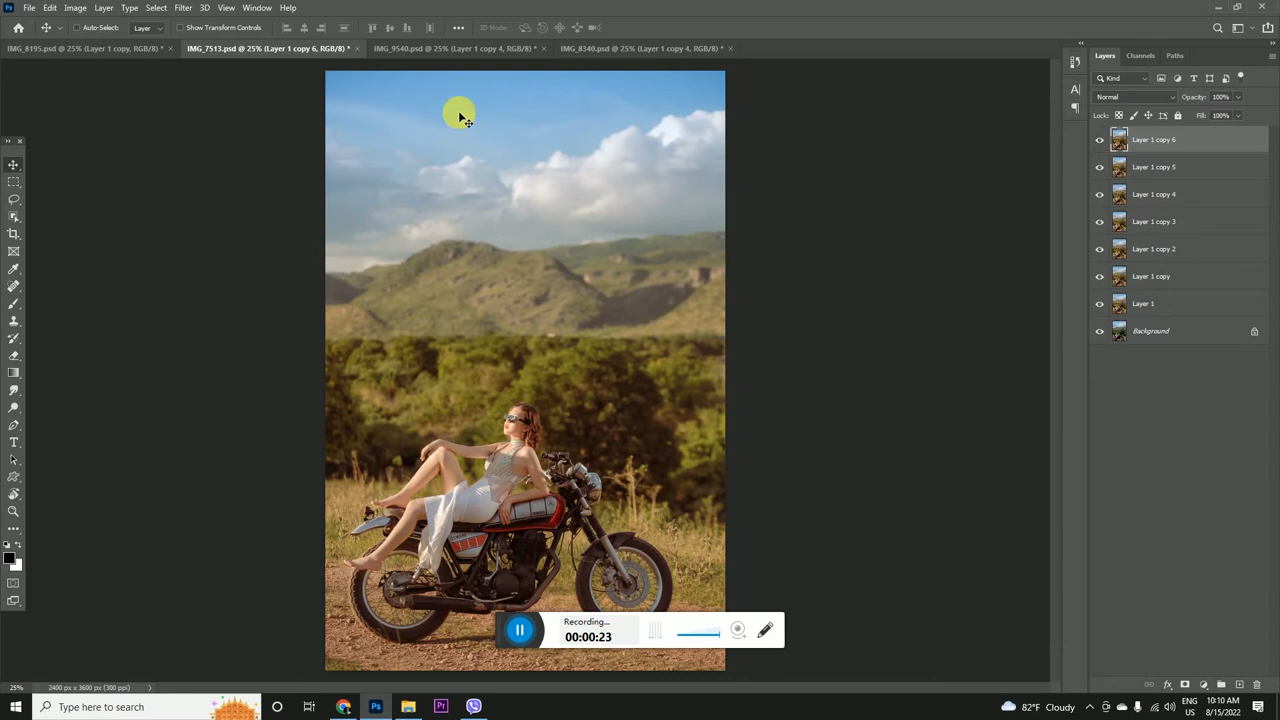 File Edit Image Layer Type Select Filter 3D View Window Help
Auto-Select: Layer Show Transform Controls 3D Mode:
IMG_8195.psd @ 25% (Layer 1 copy, RGB/8) * IMG_7513.psd @ 25% (Layer 1 copy 6, RGB/8) * IMG_9540.psd @ 25% (Layer 1 copy 4, RGB/8) * IMG_8340.psd @ 25% (Layer 1 copy 4, RGB/8) *
Layers Channels Paths
Kind
Normal Opacity: 100%
Lock: Fill: 100%
Layer 1 copy 6
Layer 1 copy 5
Layer 1 copy 4
Layer 1 copy 3
Layer 1 copy 2
Layer 1 copy
Layer 1
Background
Recording...
00:00:23
25% 2400 px x 3600 px (300 ppi)
Type here to search
82°F Cloudy
ENG
US
10:10 AM
8/15/2022